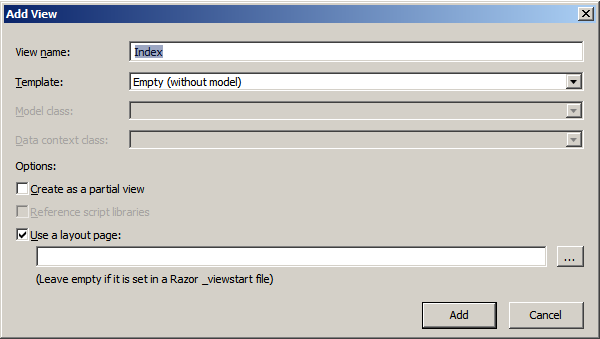 Add View
View name:
Index
Template:
Empty (without model)
Model class:
Data context class:
Options:
Create as a partial view
Reference script libraries
Use a layout page:
...
(Leave empty if it is set in a Razor _viewstart file)
Add
Cancel